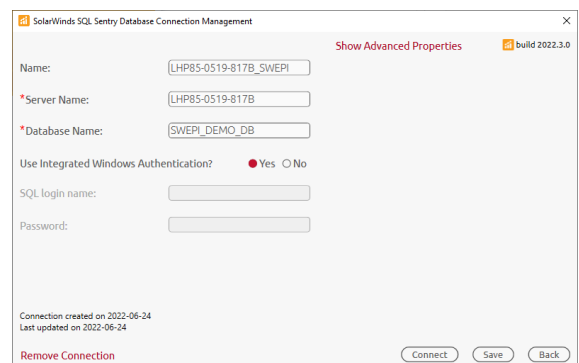 SolarWinds SQL Sentry Database Connection Management
Show Advanced Properties
build 2022.3.0
Name: LHP85-0519-817B_SWEPI
*Server Name: LHP85-0519-817B
*Database Name: SWEPI_DEMO_DB
Use Integrated Windows Authentication? Yes No
SQL login name:
Password:
Connection created on 2022-06-24
Last updated on 2022-06-24
Remove Connection Connect Save Back